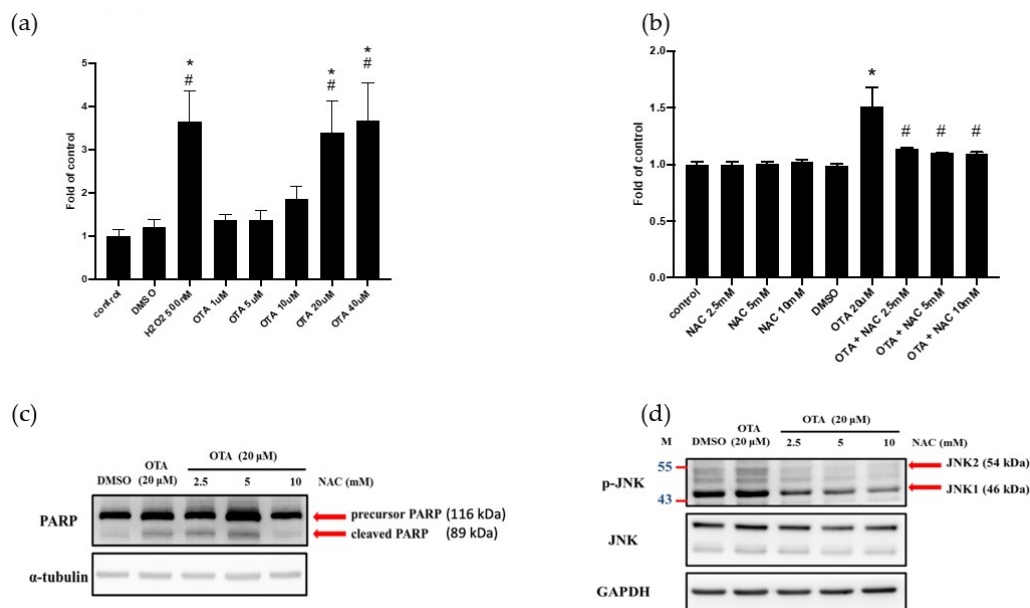 (a)
Fold of control
5
4
3
2
1
0
control
DMSO
H2O2 500nM
OTA 1uM
OTA 5uM
OTA 10uM
OTA 20uM
OTA 40uM
*
#
*
#
*
#
(b)
Fold of control
2.0
1.5
1.0
0.5
0.0
control
NAC 2.5mM
NAC 5mM
NAC 10mM
DMSO
OTA 20uM
OTA + NAC 2.5mM
OTA + NAC 5mM
OTA + NAC 10mM
*
#
#
#
(c)
OTA
OTA (20 μM)
DMSO (20 μM) 2.5 5 10 NAC (mM)
PARP
precursor PARP (116 kDa)
cleaved PARP (89 kDa)
α-tubulin
(d)
OTA
OTA (20 μM)
M DMSO (20 μM) 2.5 5 10 NAC (mM)
55
43
p-JNK
JNK2 (54 kDa)
JNK1 (46 kDa)
JNK
GAPDH